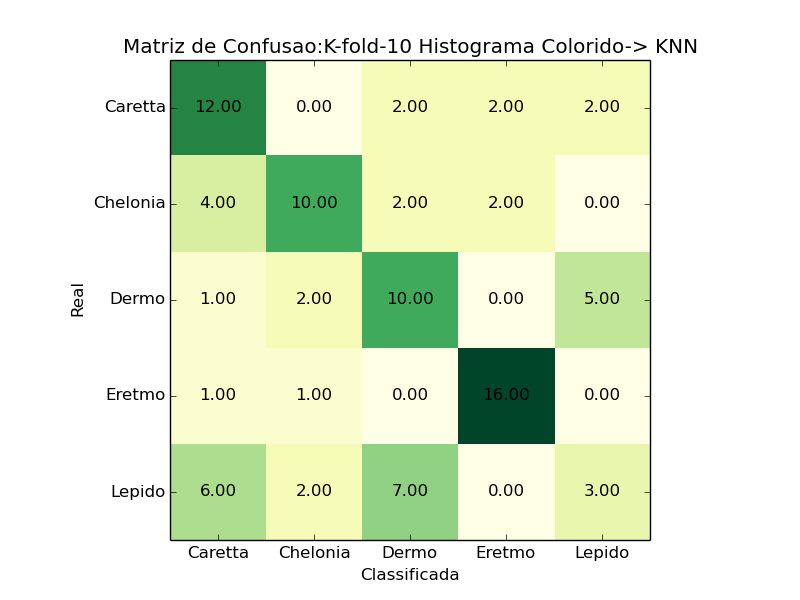 Matriz de Confusao:K-fold-10 Histograma Colorido-> KNN
Caretta 12.00 0.00 2.00 2.00 2.00
Chelonia 4.00 10.00 2.00 2.00 0.00
Real
Dermo 1.00 2.00 10.00 0.00 5.00
Eretmo 1.00 1.00 0.00 16.00 0.00
Lepido 6.00 2.00 7.00 0.00 3.00
Caretta Chelonia Dermo Eretmo Lepido
Classificada